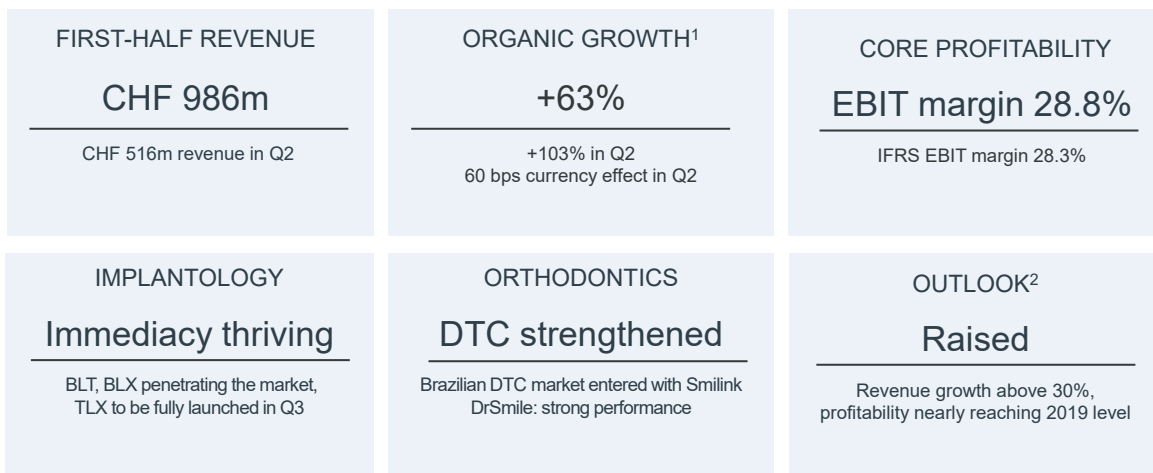 FIRST-HALF REVENUE
CHF 986m
CHF 516m revenue in Q2
ORGANIC GROWTH¹
+63%
+103% in Q2
60 bps currency effect in Q2
CORE PROFITABILITY
EBIT margin 28.8%
IFRS EBIT margin 28.3%
IMPLANTOLOGY
Immediacy thriving
BLT, BLX penetrating the market,
TLX to be fully launched in Q3
ORTHODONTICS
DTC strengthened
Brazilian DTC market entered with Smilink
DrSmile: strong performance
OUTLOOK²
Raised
Revenue growth above 30%,
profitability nearly reaching 2019 level